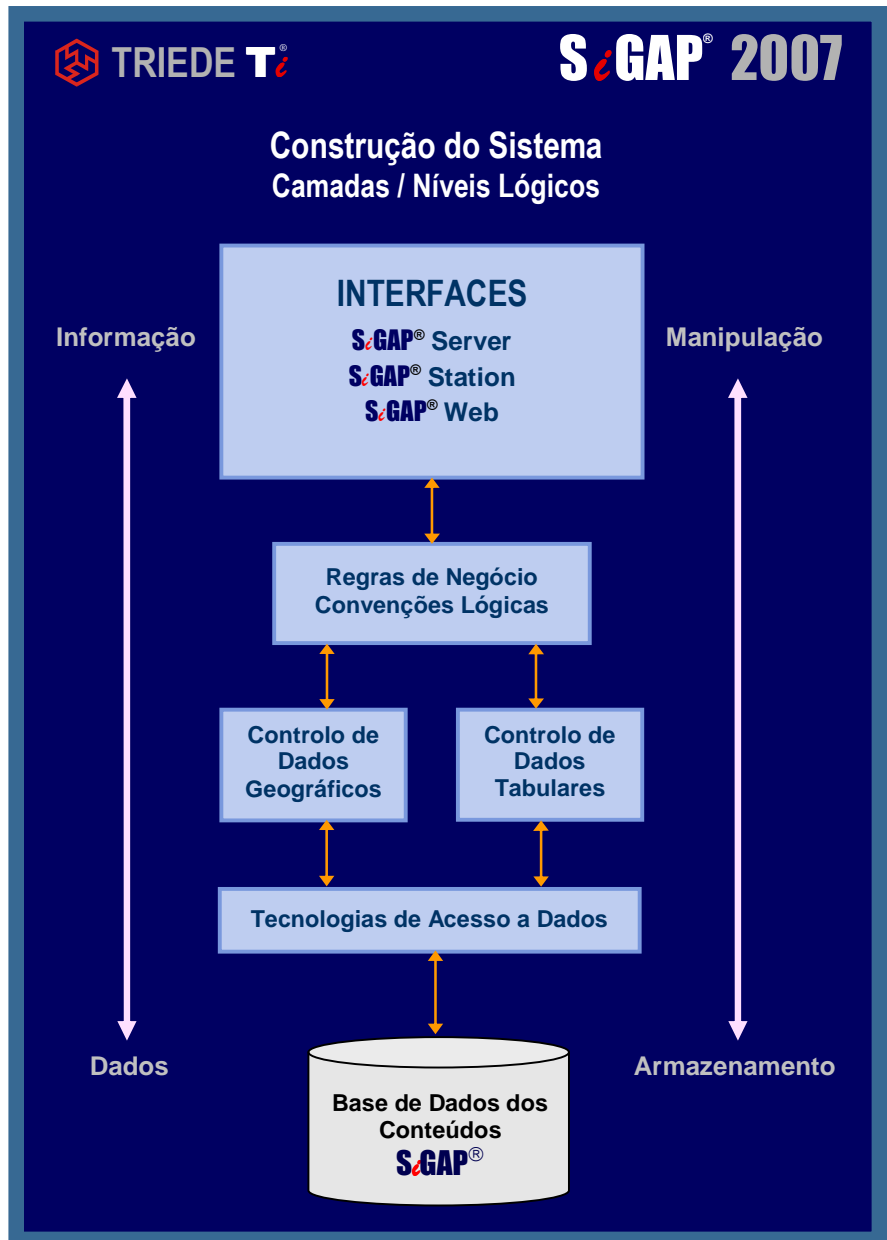 TRIEDE Ti®
SiGAP® 2007
Construção do Sistema
Camadas / Níveis Lógicos
INTERFACES
SiGAP® Server
SiGAP® Station
SiGAP® Web
Informação
Manipulação
Regras de Negócio
Convenções Lógicas
Controlo de
Dados
Geográficos
Controlo de
Dados
Tabulares
Tecnologias de Acesso a Dados
Dados
Armazenamento
Base de Dados dos
Conteúdos
SiGAP®